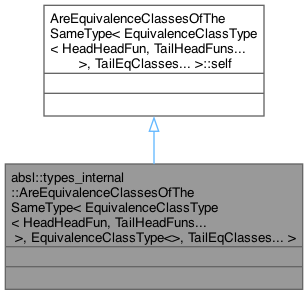 AreEquivalenceClassesOfThe
SameType< EquivalenceClassType
< HeadHeadFun, TailHeadFuns...
>, TailEqClasses... >::self
absl::types_internal
::AreEquivalenceClassesOfThe
SameType< EquivalenceClassType
< HeadHeadFun, TailHeadFuns...
>, EquivalenceClassType<>, TailEqClasses... >